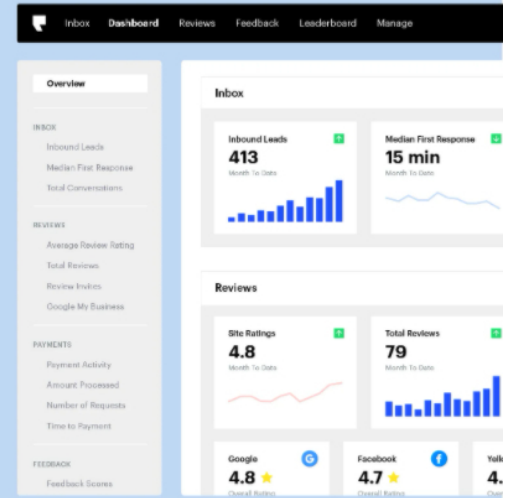 Inbox Dashboard Reviews Feedback Leaderboard Manage
Overview
INBOX
Inbound Leads
Median First Response
Total Conversations
REVIEWS
Average Review Rating
Total Reviews
Review Invites
Google My Business
PAYMENTS
Payment Activity
Amount Processed
Number of Requests
Time to Payment
FEEDBACK
Feedback Scores
Inbox
Inbound Leads
413
Month To Date
Median First Response
15 min
Month To Date
Reviews
Site Ratings
4.8
Month To Date
Total Reviews
79
Month To Date
Google
4.8
Overall Rating
Facebook
4.7
Overall Rating
4.